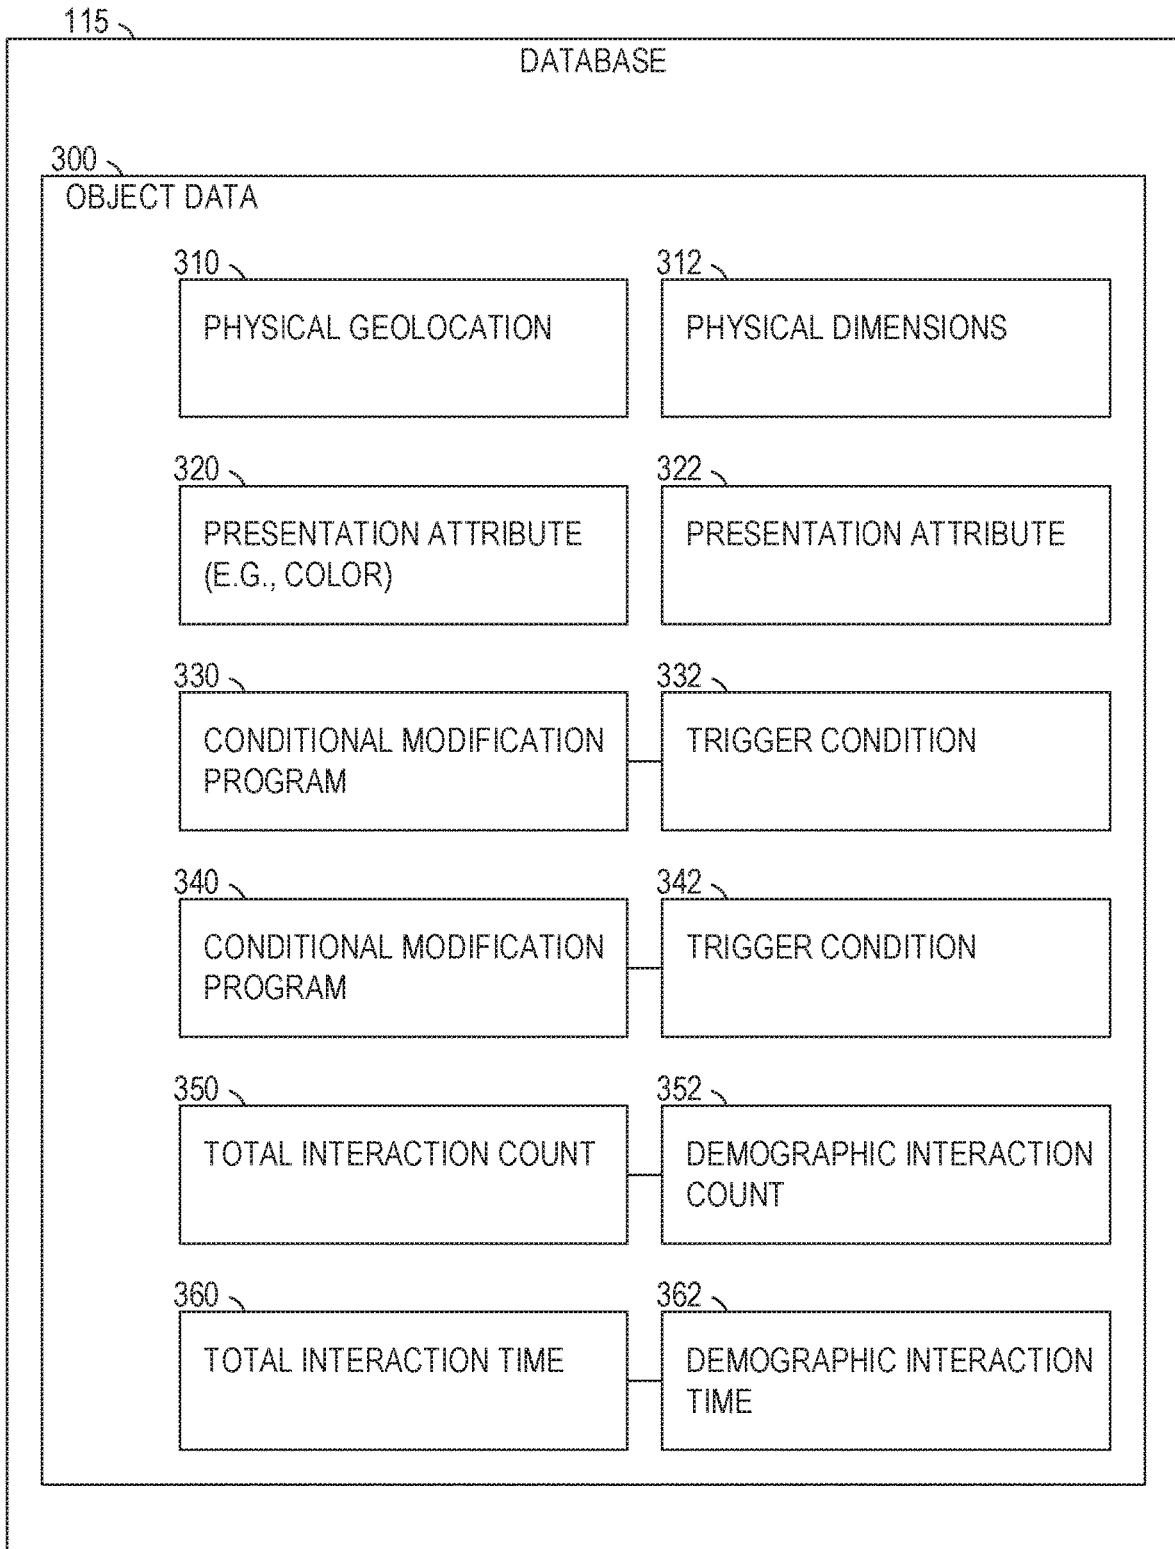 115
DATABASE
300
OBJECT DATA
310
312
PHYSICAL GEOLOCATION
PHYSICAL DIMENSIONS
320
322
PRESENTATION ATTRIBUTE
(E.G., COLOR)
PRESENTATION ATTRIBUTE
330
332
CONDITIONAL MODIFICATION
PROGRAM
TRIGGER CONDITION
340
342
CONDITIONAL MODIFICATION
PROGRAM
TRIGGER CONDITION
350
352
TOTAL INTERACTION COUNT
DEMOGRAPHIC INTERACTION
COUNT
360
362
TOTAL INTERACTION TIME
DEMOGRAPHIC INTERACTION
TIME